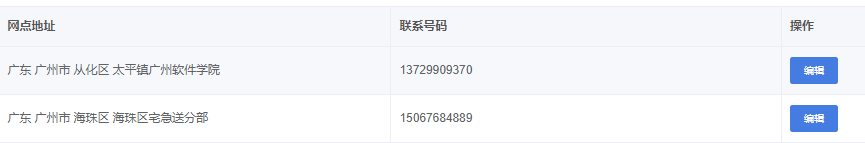 网点地址 联系号码 操作
广东 广州市 从化区 太平镇广州软件学院 13729909370 编辑
广东 广州市 海珠区 海珠区宅急送分部 15067684889 编辑